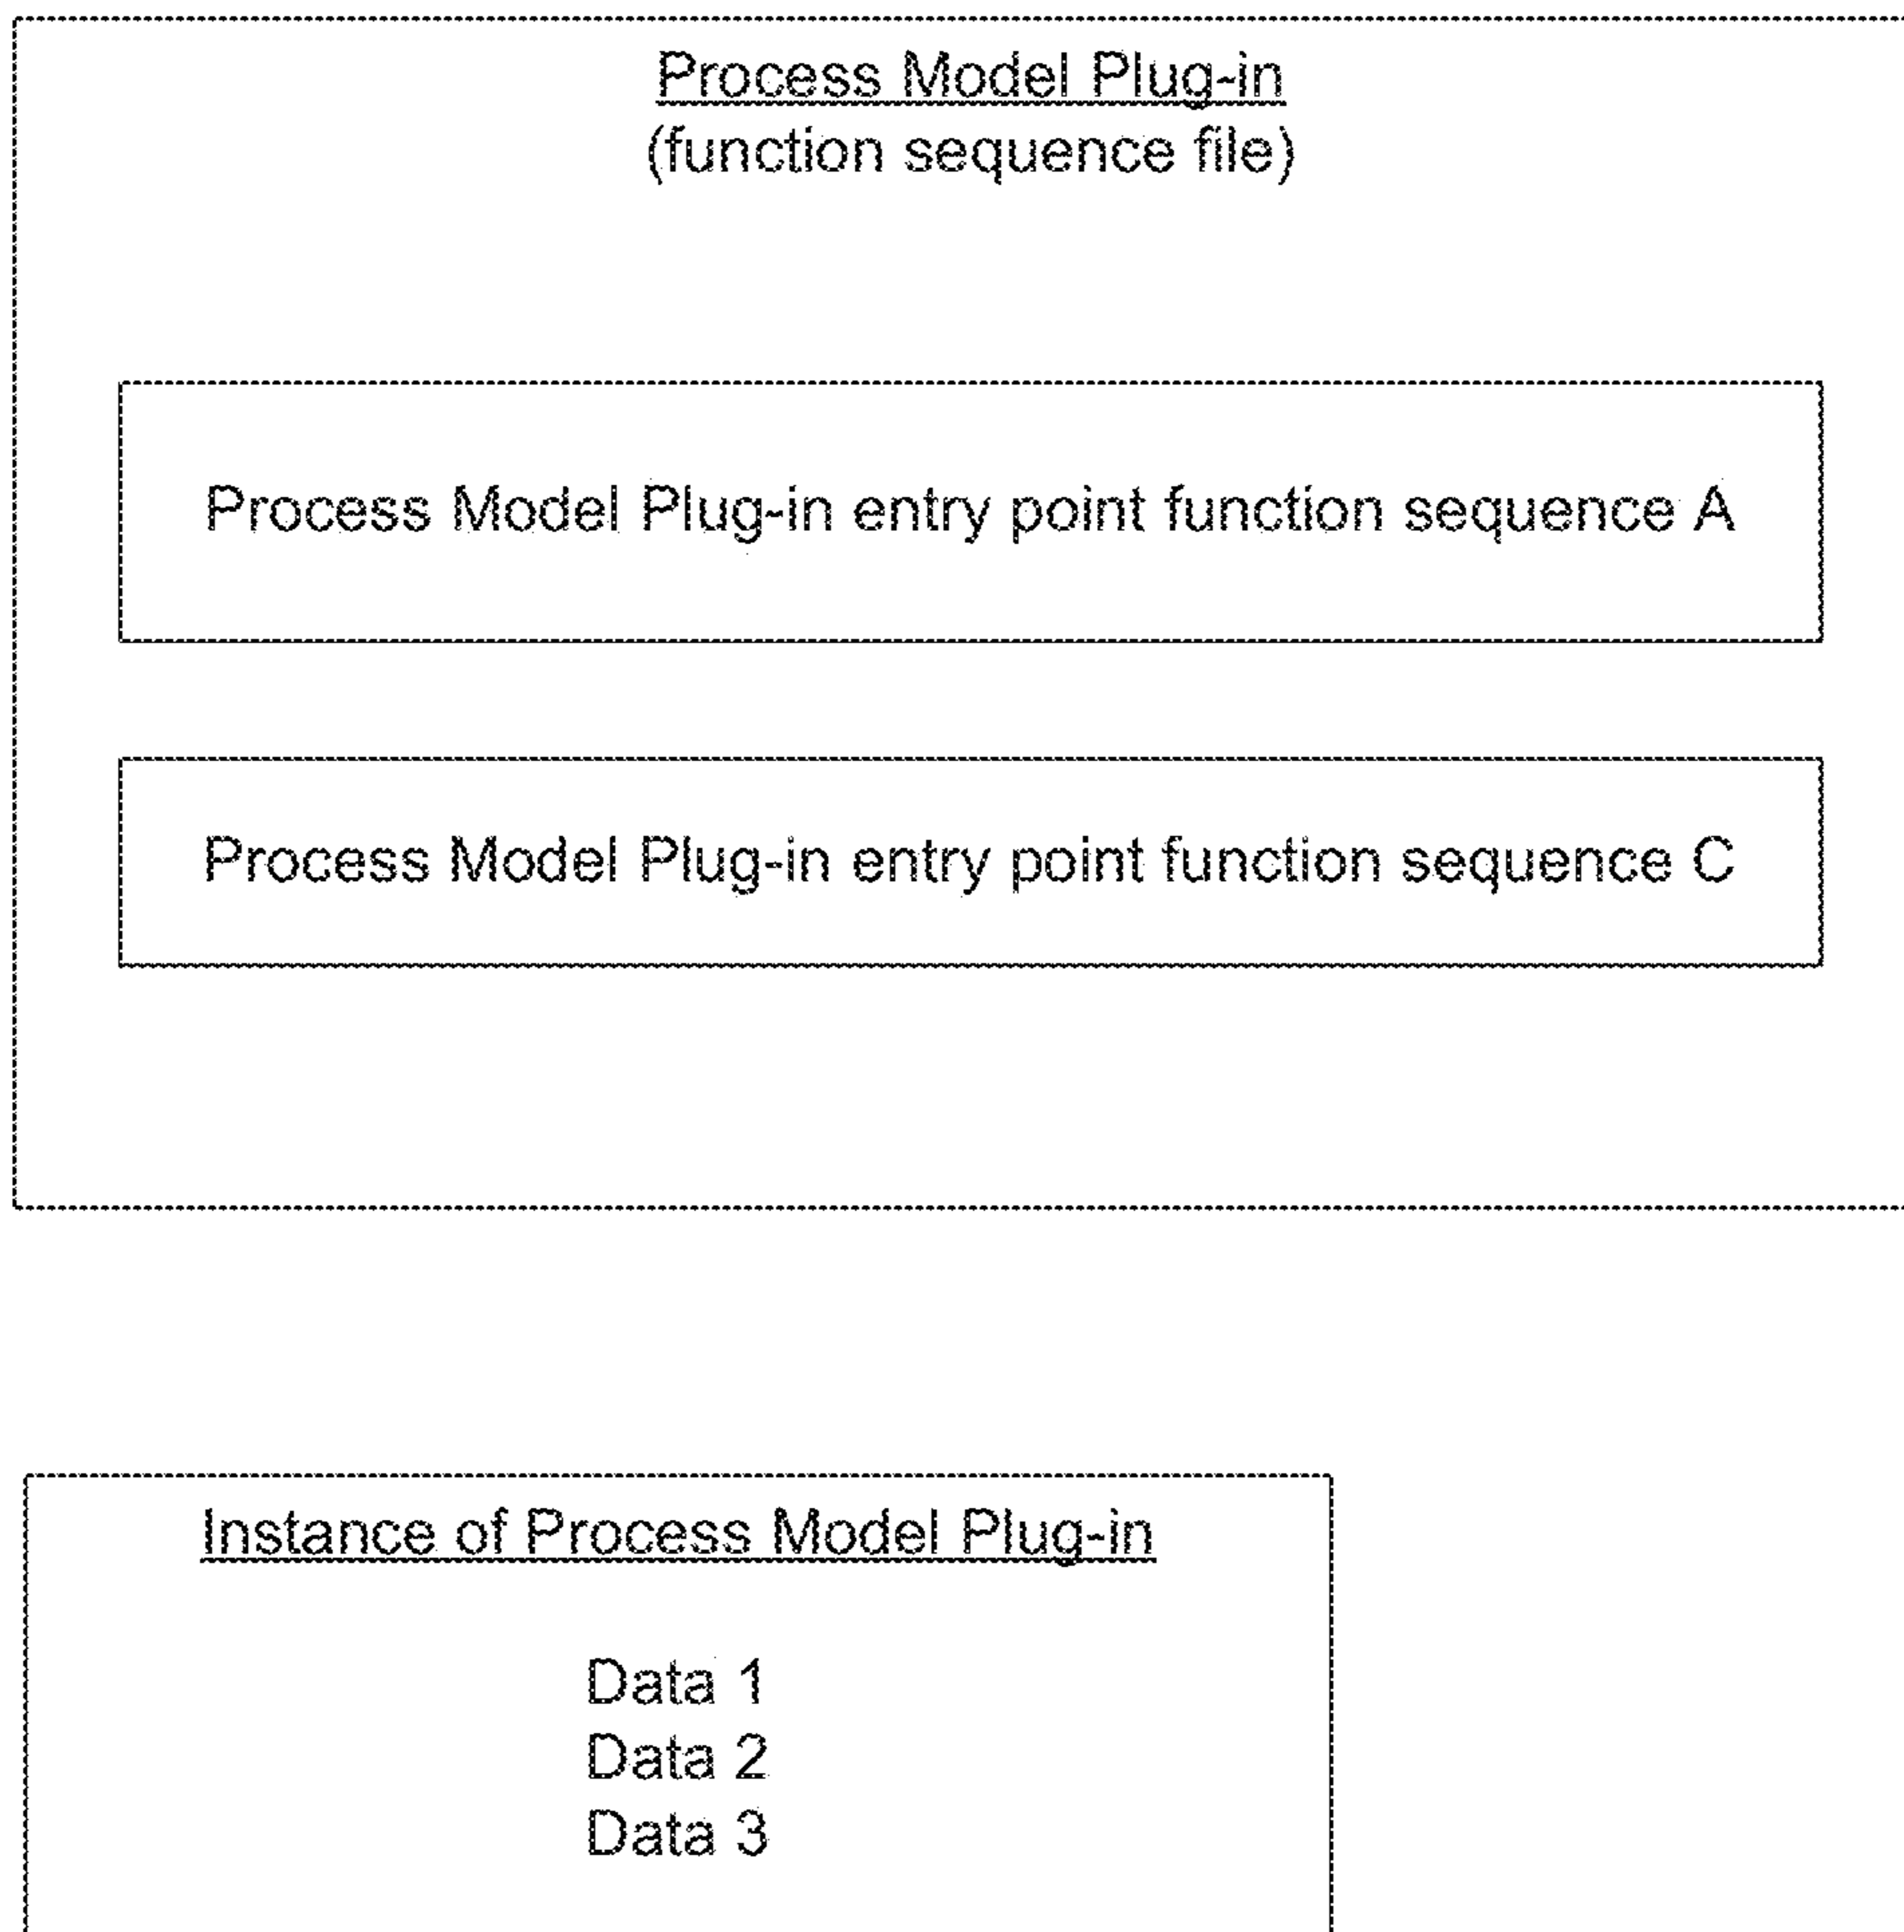 Process Model Plug-in
(function sequence file)
Process Model Plug-in entry point function sequence A
Process Model Plug-in entry point function sequence C
Instance of Process Model Plug-in
Data 1
Data 2
Data 3